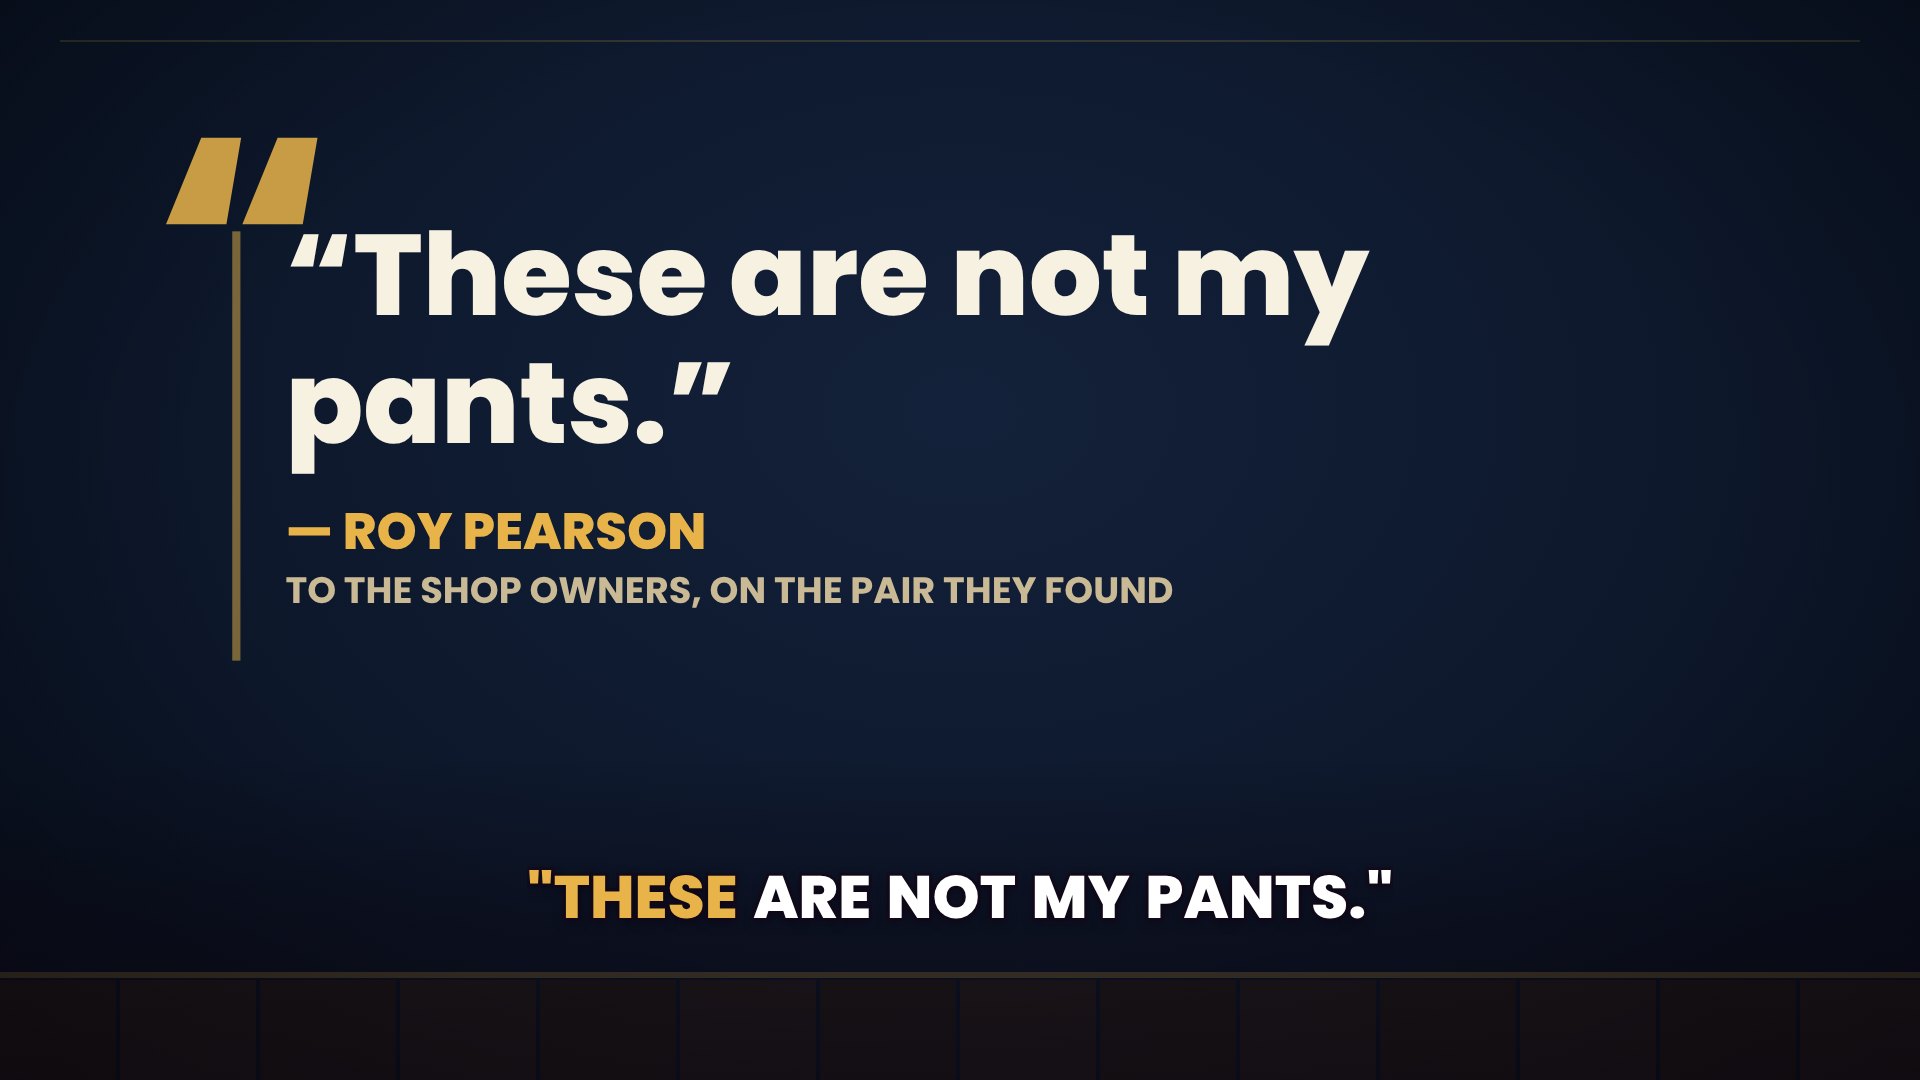 “These are not my
pants.”
— ROY PEARSON
TO THE SHOP OWNERS, ON THE PAIR THEY FOUND
"THESE ARE NOT MY PANTS."